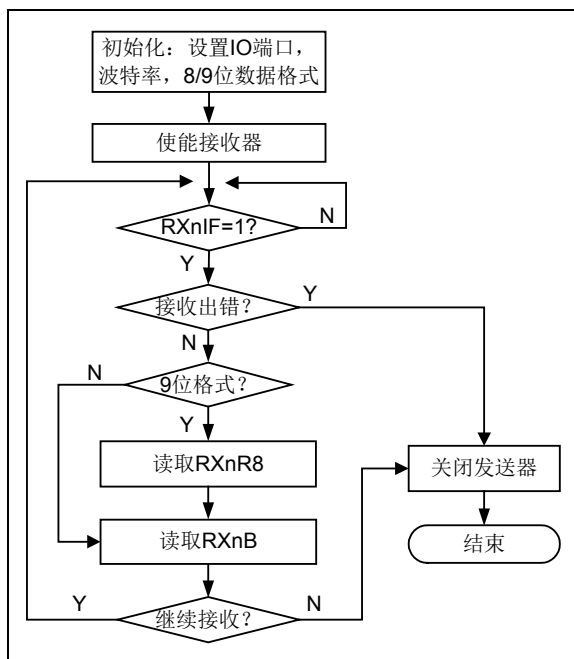 初始化：设置IO端口，
波特率，8/9位数据格式
使能接收器
RXnIF=1?
N
Y
接收出错？
Y
N
9位格式？
N
Y
读取RXnR8
关闭发送器
读取RXnB
结束
继续接收？
Y
N